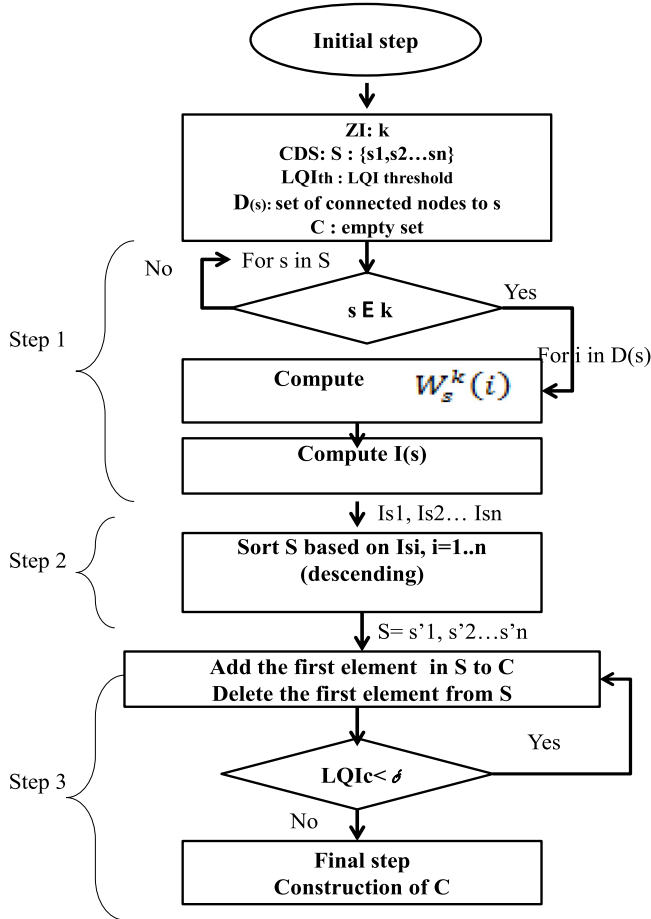 Initial step
ZI: k
CDS: S : {s1,s2…sn}
LQIth : LQI threshold
D(s): set of connected nodes to s
C : empty set
No
For s in S
s E k
Yes
Step 1
For i in D(s)
Compute W_s^k(i)
Compute I(s)
Is1, Is2… Isn
Step 2
Sort S based on Isi, i=1..n
(descending)
S= s’1, s’2…s’n
Add the first element in S to C
Delete the first element from S
Yes
Step 3
LQIc<
No
Final step
Construction of C